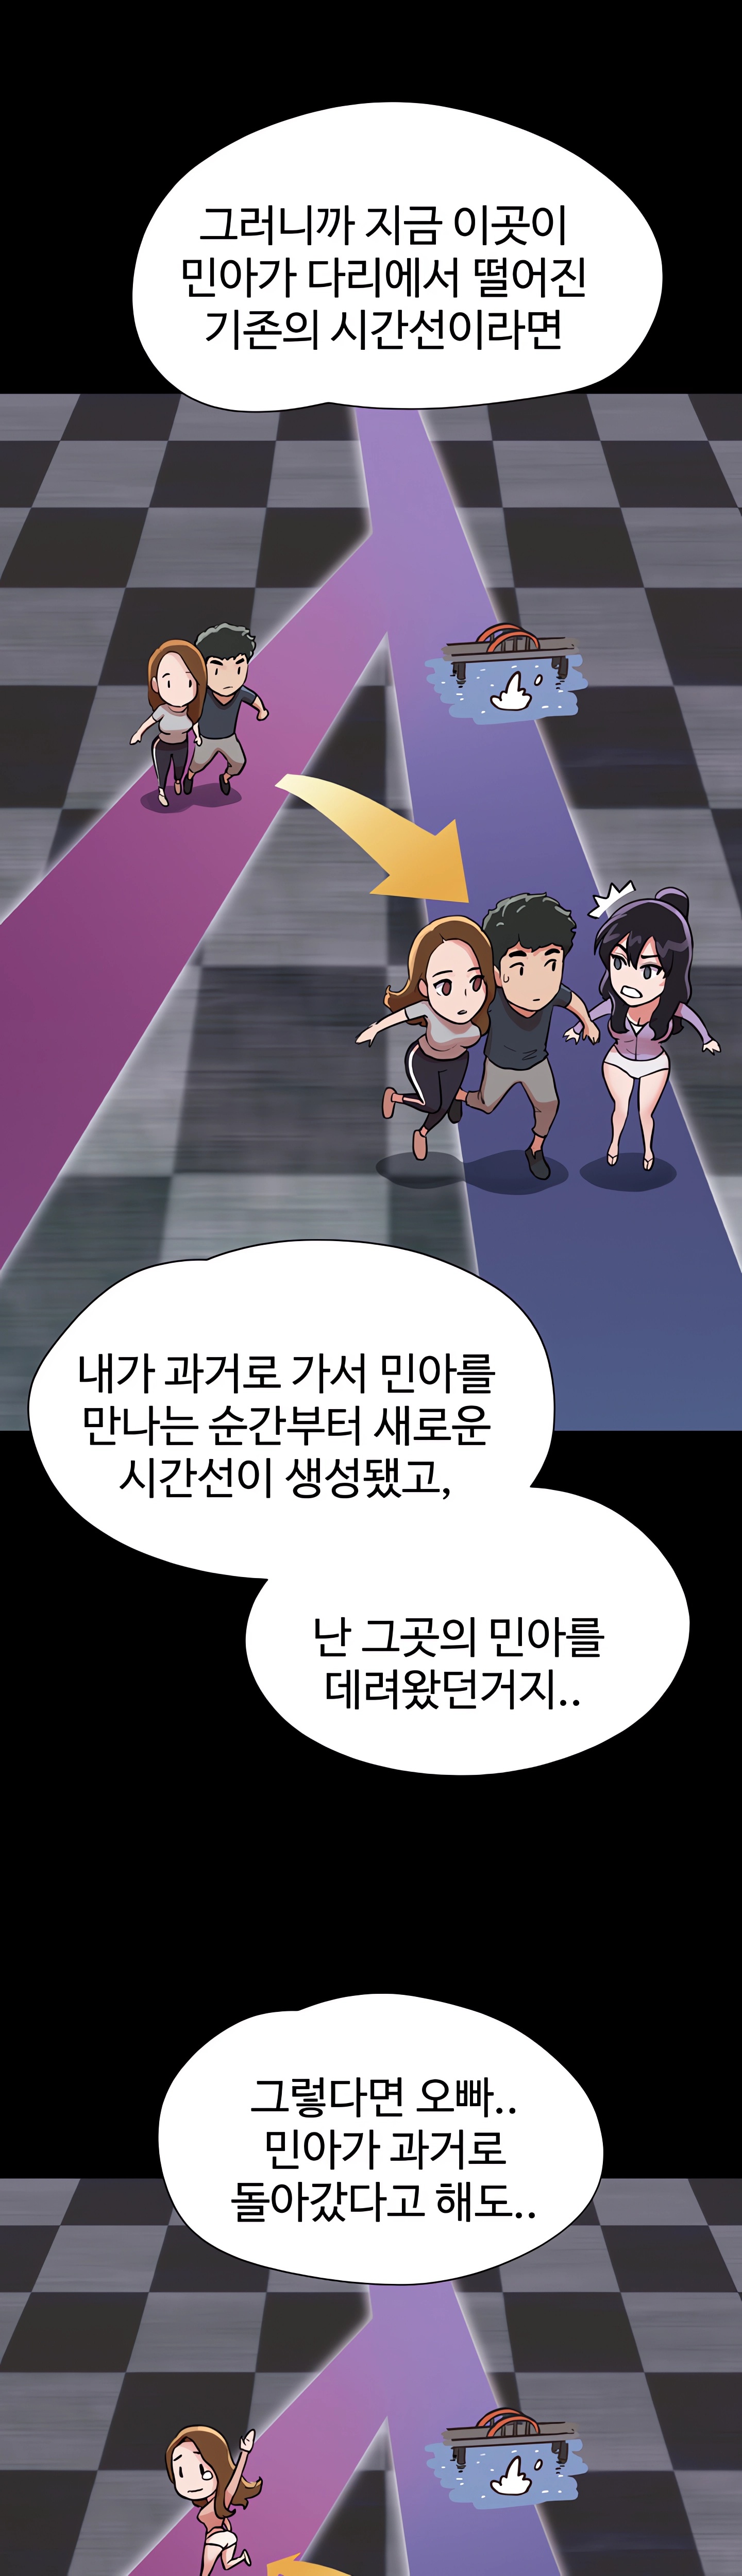 그러니까 지금 이곳이
민아가 다리에서 떨어진
기존의 시간선이라면
내가 과거로 가서 민아를
만나는 순간부터 새로운
시간선이 생성됐고,
난 그곳의 민아를
데려왔던거지..
그렇다면 오빠..
민아가 과거로
돌아갔다고 해도..